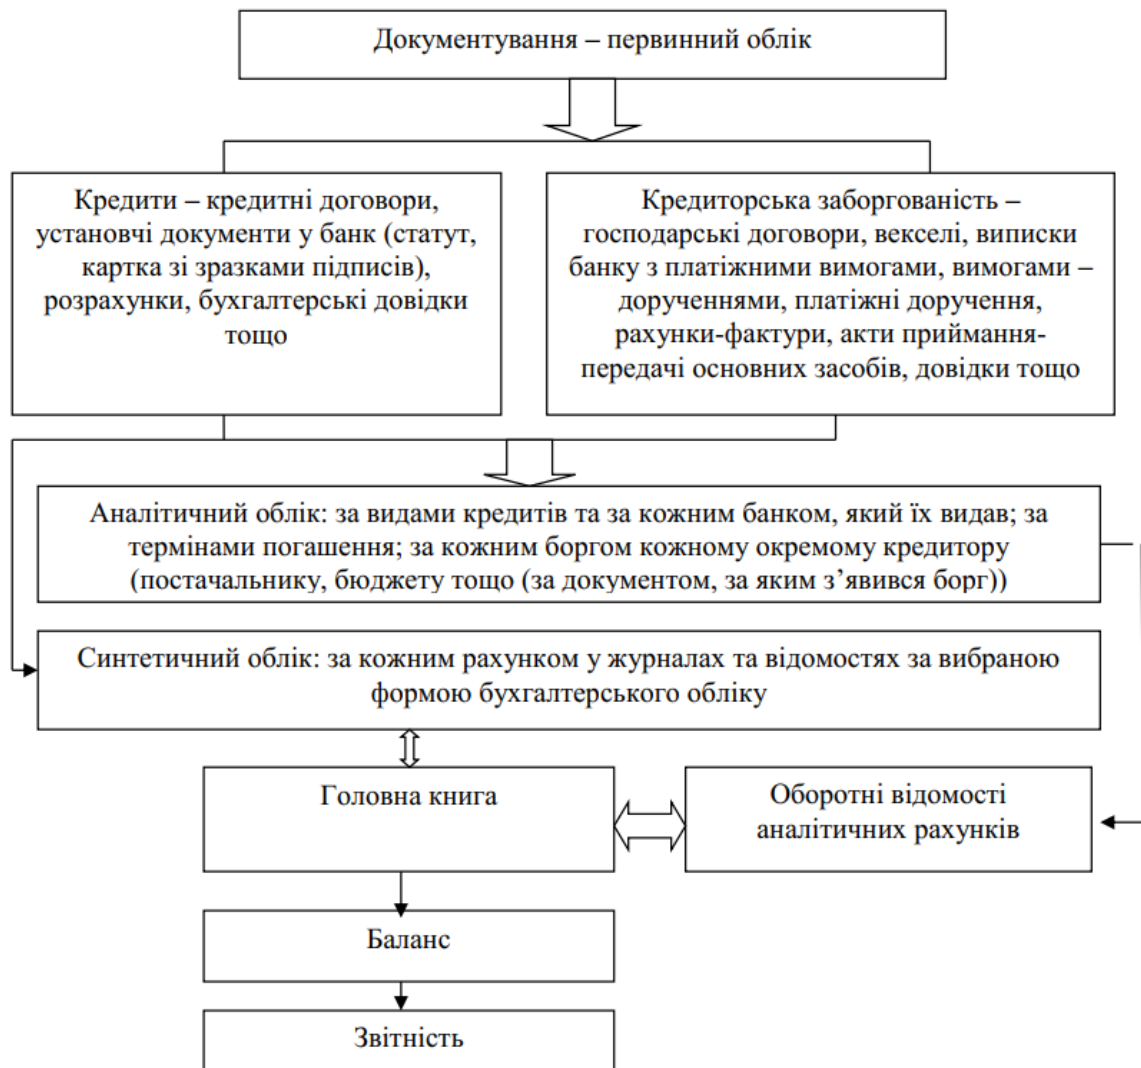 Документування – первинний облік
Кредити – кредитні договори,
установчі документи у банк (статут,
картка зі зразками підписів),
розрахунки, бухгалтерські довідки
тощо
Кредиторська заборгованість –
господарські договори, векселі, виписки
банку з платіжними вимогами, вимогами –
дорученнями, платіжні доручення,
рахунки-фактури, акти приймання-
передачі основних засобів, довідки тощо
Аналітичний облік: за видами кредитів та за кожним банком, який їх видав; за
термінами погашення; за кожним боргом кожному окремому кредитору
(постачальнику, бюджету тощо (за документом, за яким з’явився борг))
Синтетичний облік: за кожним рахунком у журналах та відомостях за вибраною
формою бухгалтерського обліку
Головна книга
Оборотні відомості
аналітичних рахунків
Баланс
Звітність